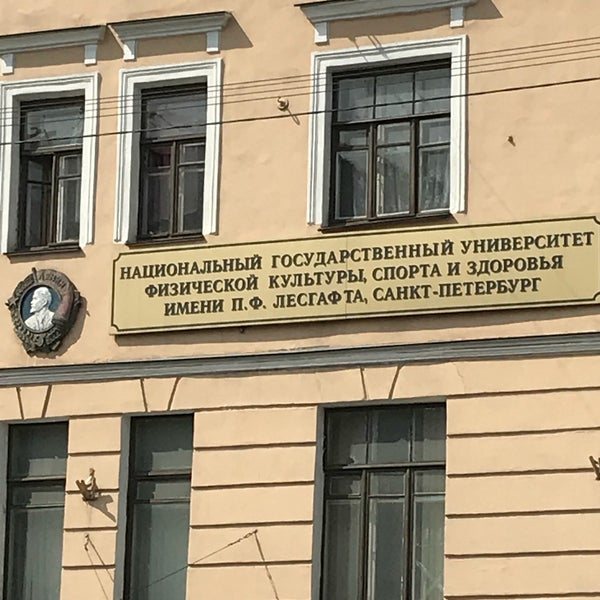 НАЦИОНАЛЬНЫЙ ГОСУДАРСТВЕННЫЙ УНИВЕРСИТЕТ
ФИЗИЧЕСКОЙ КУЛЬТУРЫ, СПОРТА И ЗДОРОВЬЯ
ИМЕНИ П.Ф. ЛЕСГАФТА, САНКТ-ПЕТЕРБУРГ